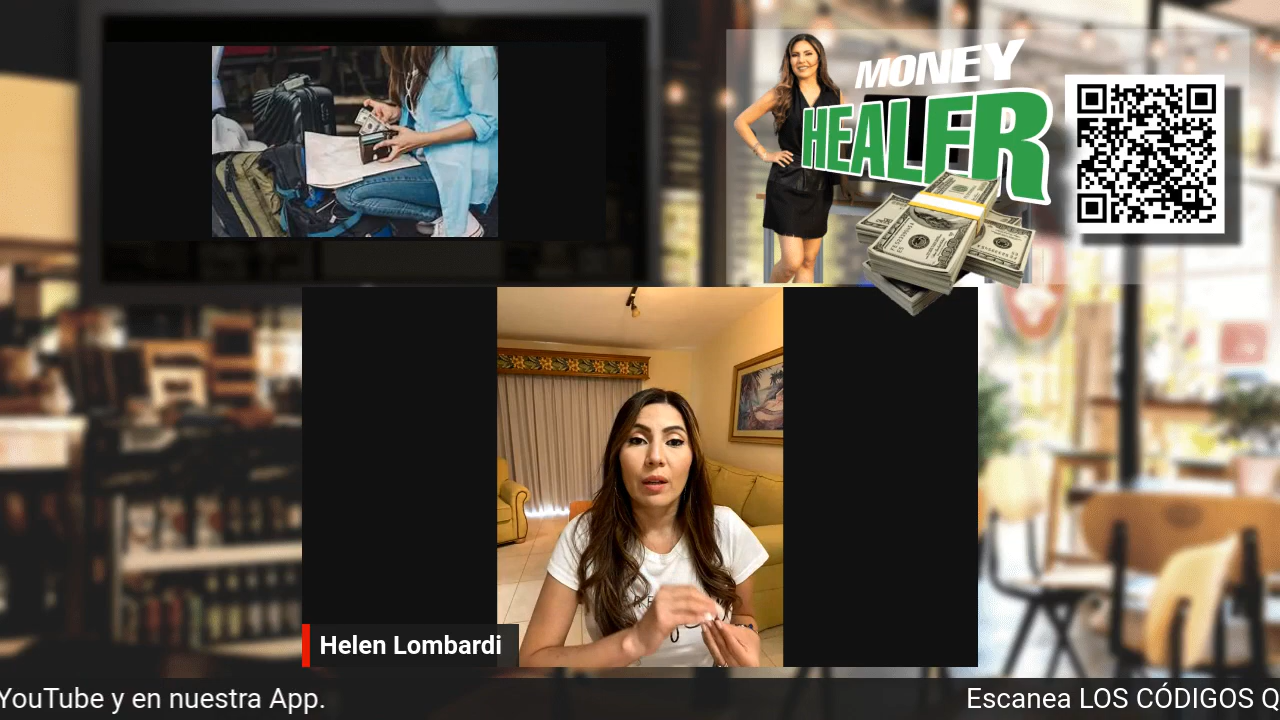 MONEY
HEALER
Helen Lombardi
YouTube y en nuestra App.
Escanea LOS CÓDIGOS Q